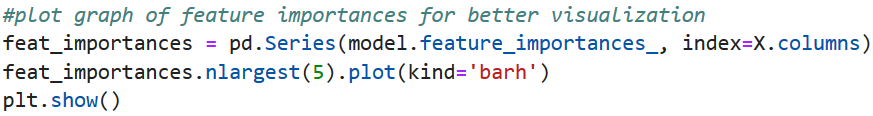 #plot graph of feature importances for better visualization
feat_importances = pd.Series(model.feature_importances_, index=X.columns)
feat_importances.nlargest(5).plot(kind='barh')
plt.show()